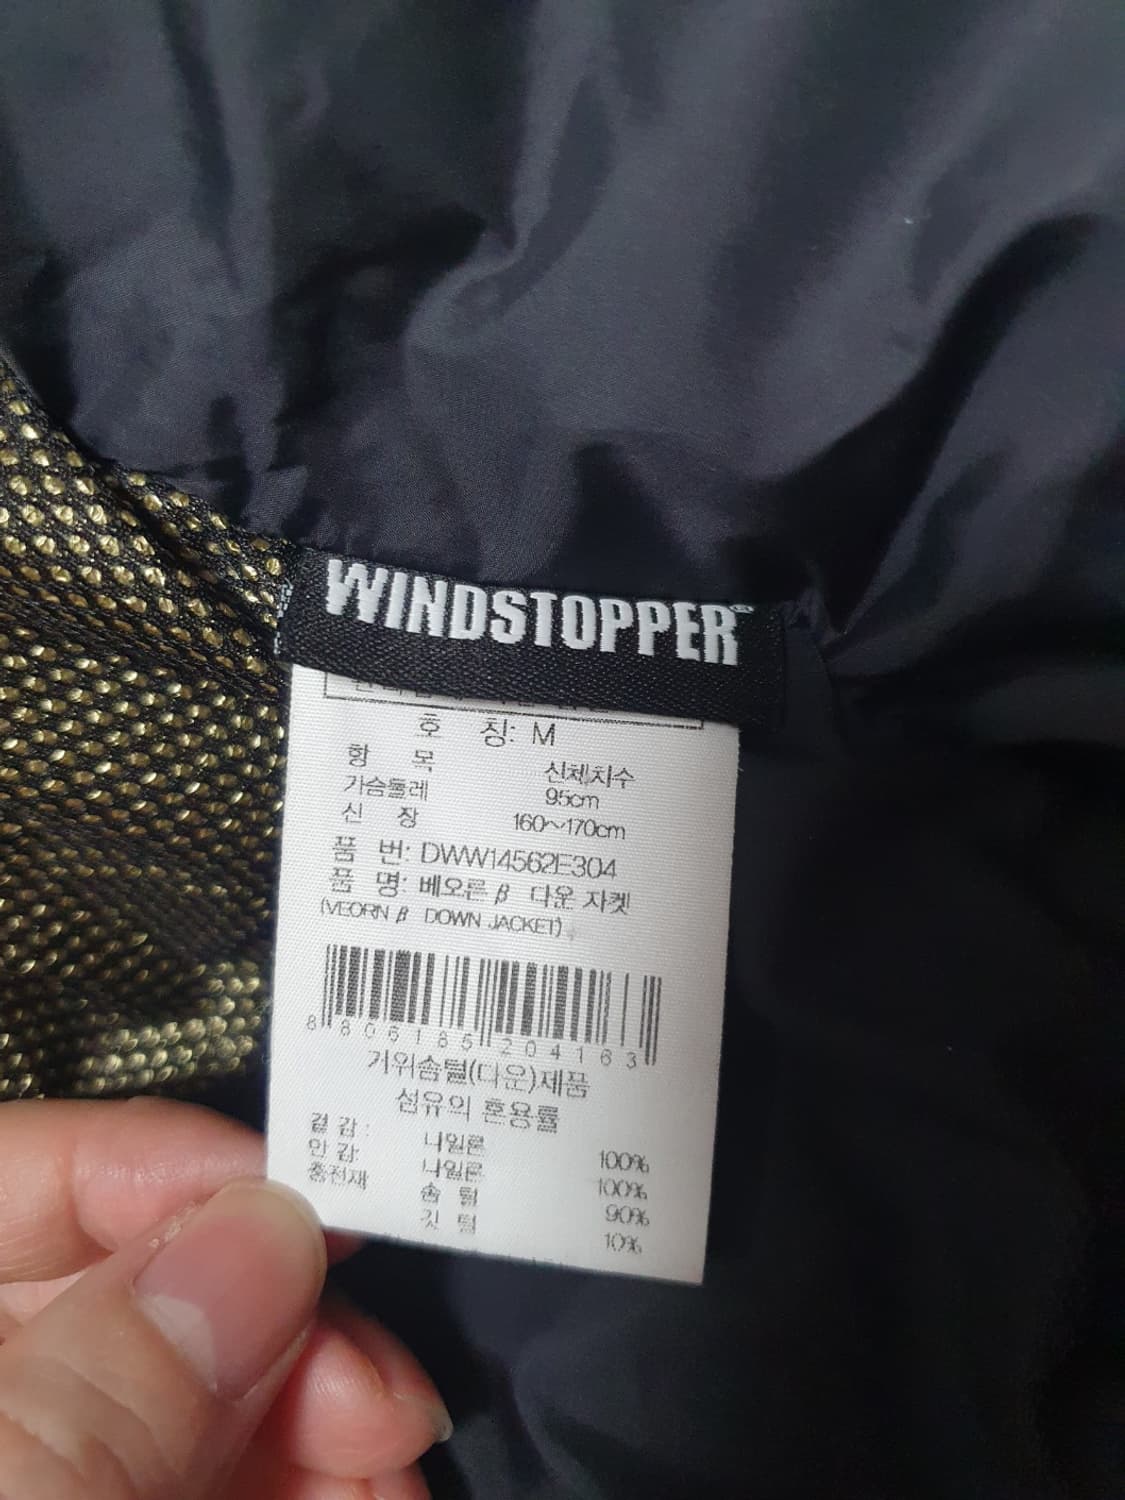 WINDSTOPPER
호 칭: M
항 목 신체치수
가슴둘레 95cm
신 장 160~170cm
품 번: DWW14562E304
품 명: 베오른 β 다운 자켓
(VEORN β DOWN JACKET)
8 806185 204163
거위솜털(다운)제품
섬유의 혼용률
겉감: 나일론 100%
안감: 나일론 100%
충전재 솜 털 90%
깃 털 10%